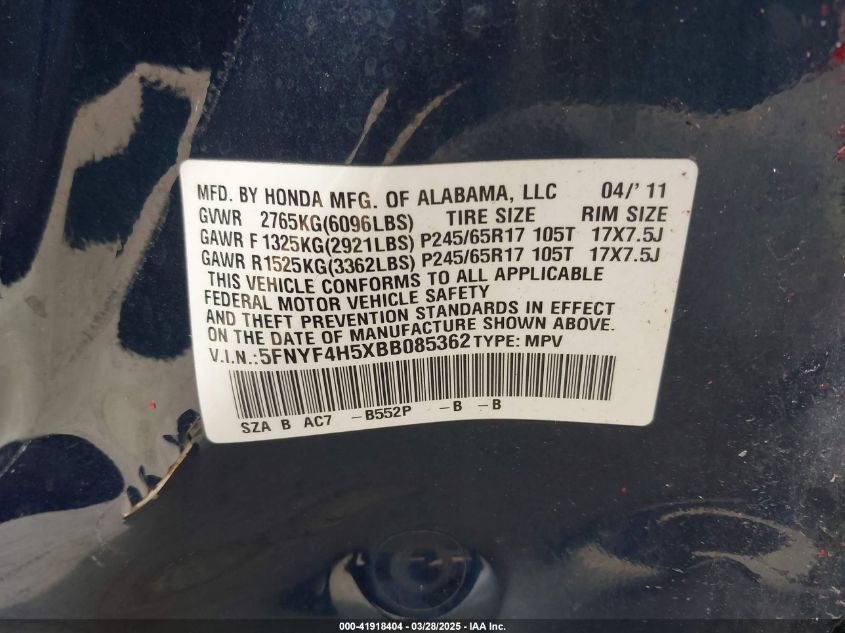 MFD. BY HONDA MFG. OF ALABAMA, LLC 04/' 11
GVWR 2765KG(6096LBS) TIRE SIZE RIM SIZE
GAWR F 1325KG(2921LBS) P245/65R17 105T 17X7.5J
GAWR R1525KG(3362LBS) P245/65R17 105T 17X7.5J
THIS VEHICLE CONFORMS TO ALL APPLICABLE
FEDERAL MOTOR VEHICLE SAFETY
AND THEFT PREVENTION STANDARDS IN EFFECT
ON THE DATE OF MANUFACTURE SHOWN ABOVE.
V.I.N.:5FNYF4H5XBB085362 TYPE: MPV
SZA B AC7 -B552P -B -B
000-41918404 | 03/28/2025 - IAA Inc.